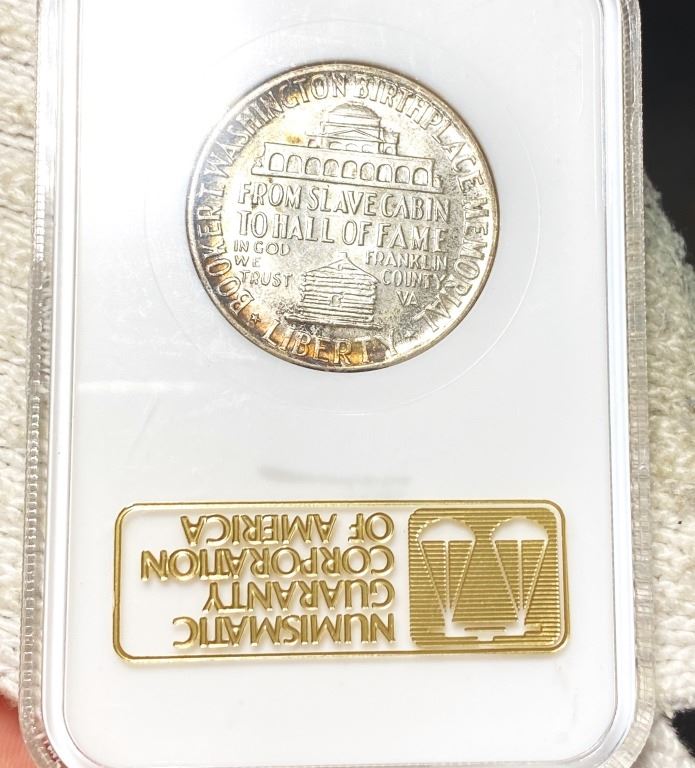 BOOKER T. WASHINGTON BIRTHPLACE MEMORIAL
FROM SLAVE CABIN
TO HALL OF FAME
IN GOD
WE
TRUST
FRANKLIN
COUNTY
VA
LIBERTY
NUMISMATIC
GUARANTY
CORPORATION
OF AMERICA